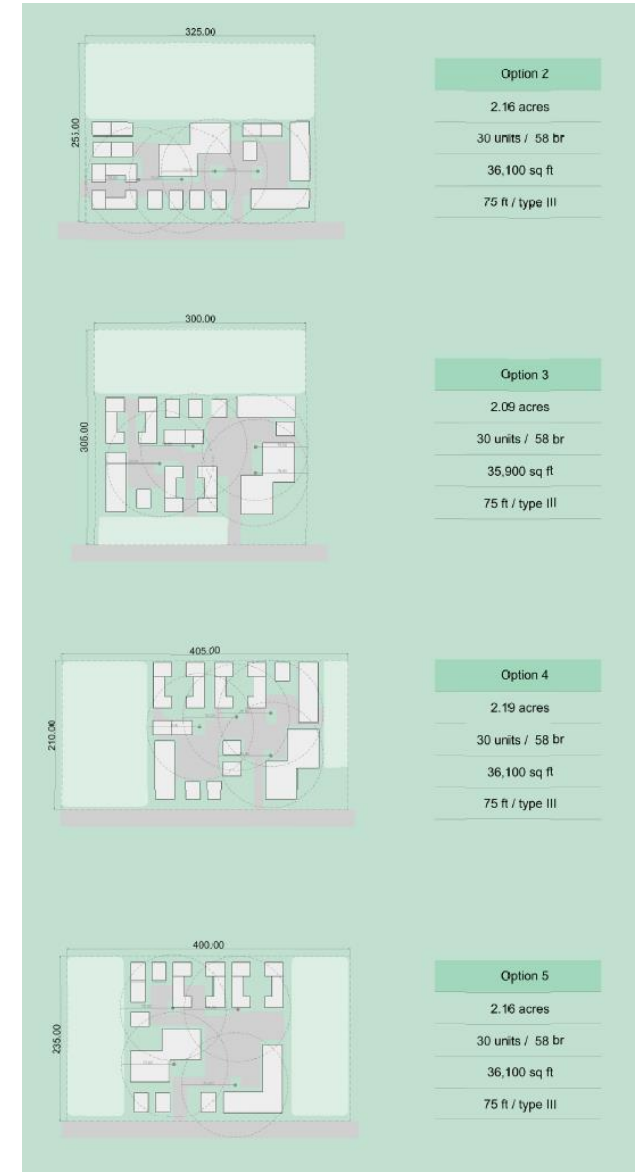 325.00
255.00
Option 2
2.16 acres
30 units / 58 br
36,100 sq ft
75 ft / type III
300.00
305.00
Option 3
2.09 acres
30 units / 58 br
35,900 sq ft
75 ft / type III
405.00
210.00
Option 4
2.19 acres
30 units / 58 br
36,100 sq ft
75 ft / type III
400.00
235.00
Option 5
2.16 acres
30 units / 58 br
36,100 sq ft
75 ft / type III